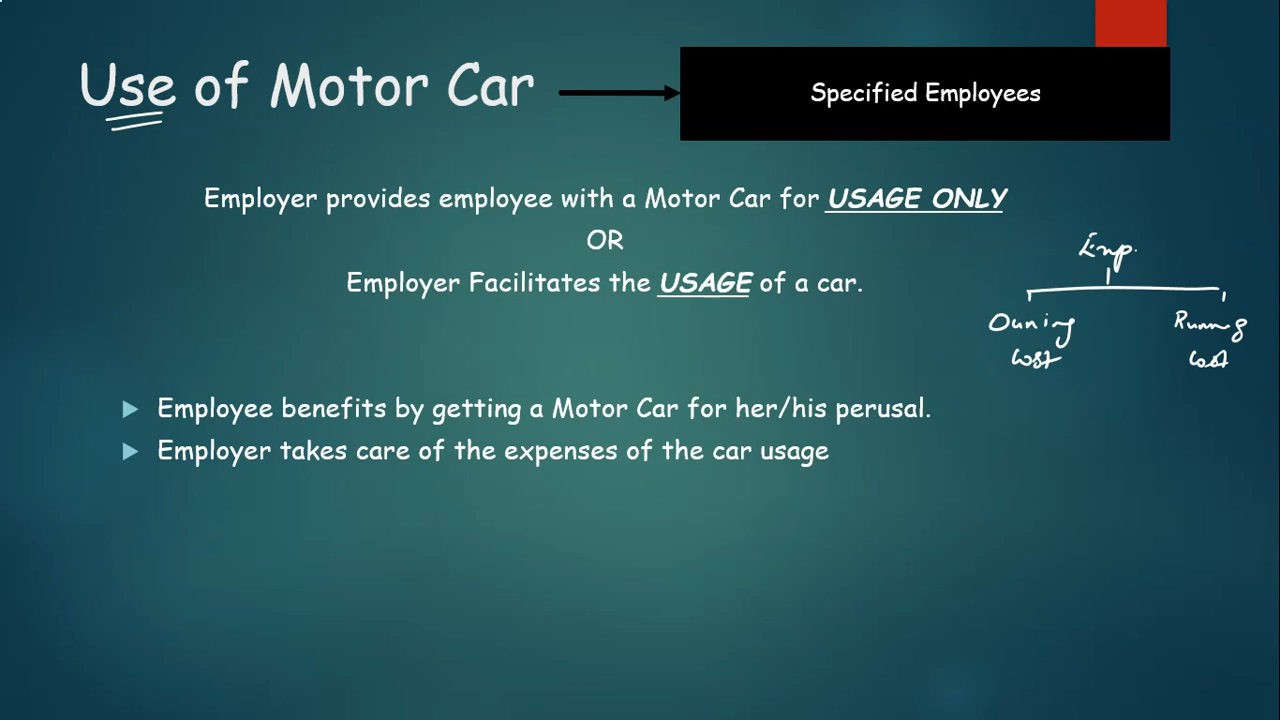 Use of Motor Car
Specified Employees
Employer provides employee with a Motor Car for USAGE ONLY
OR
Employer Facilitates the USAGE of a car.
Emp.
Owning Running
Cost Cost
Employee benefits by getting a Motor Car for her/his perusal.
Employer takes care of the expenses of the car usage